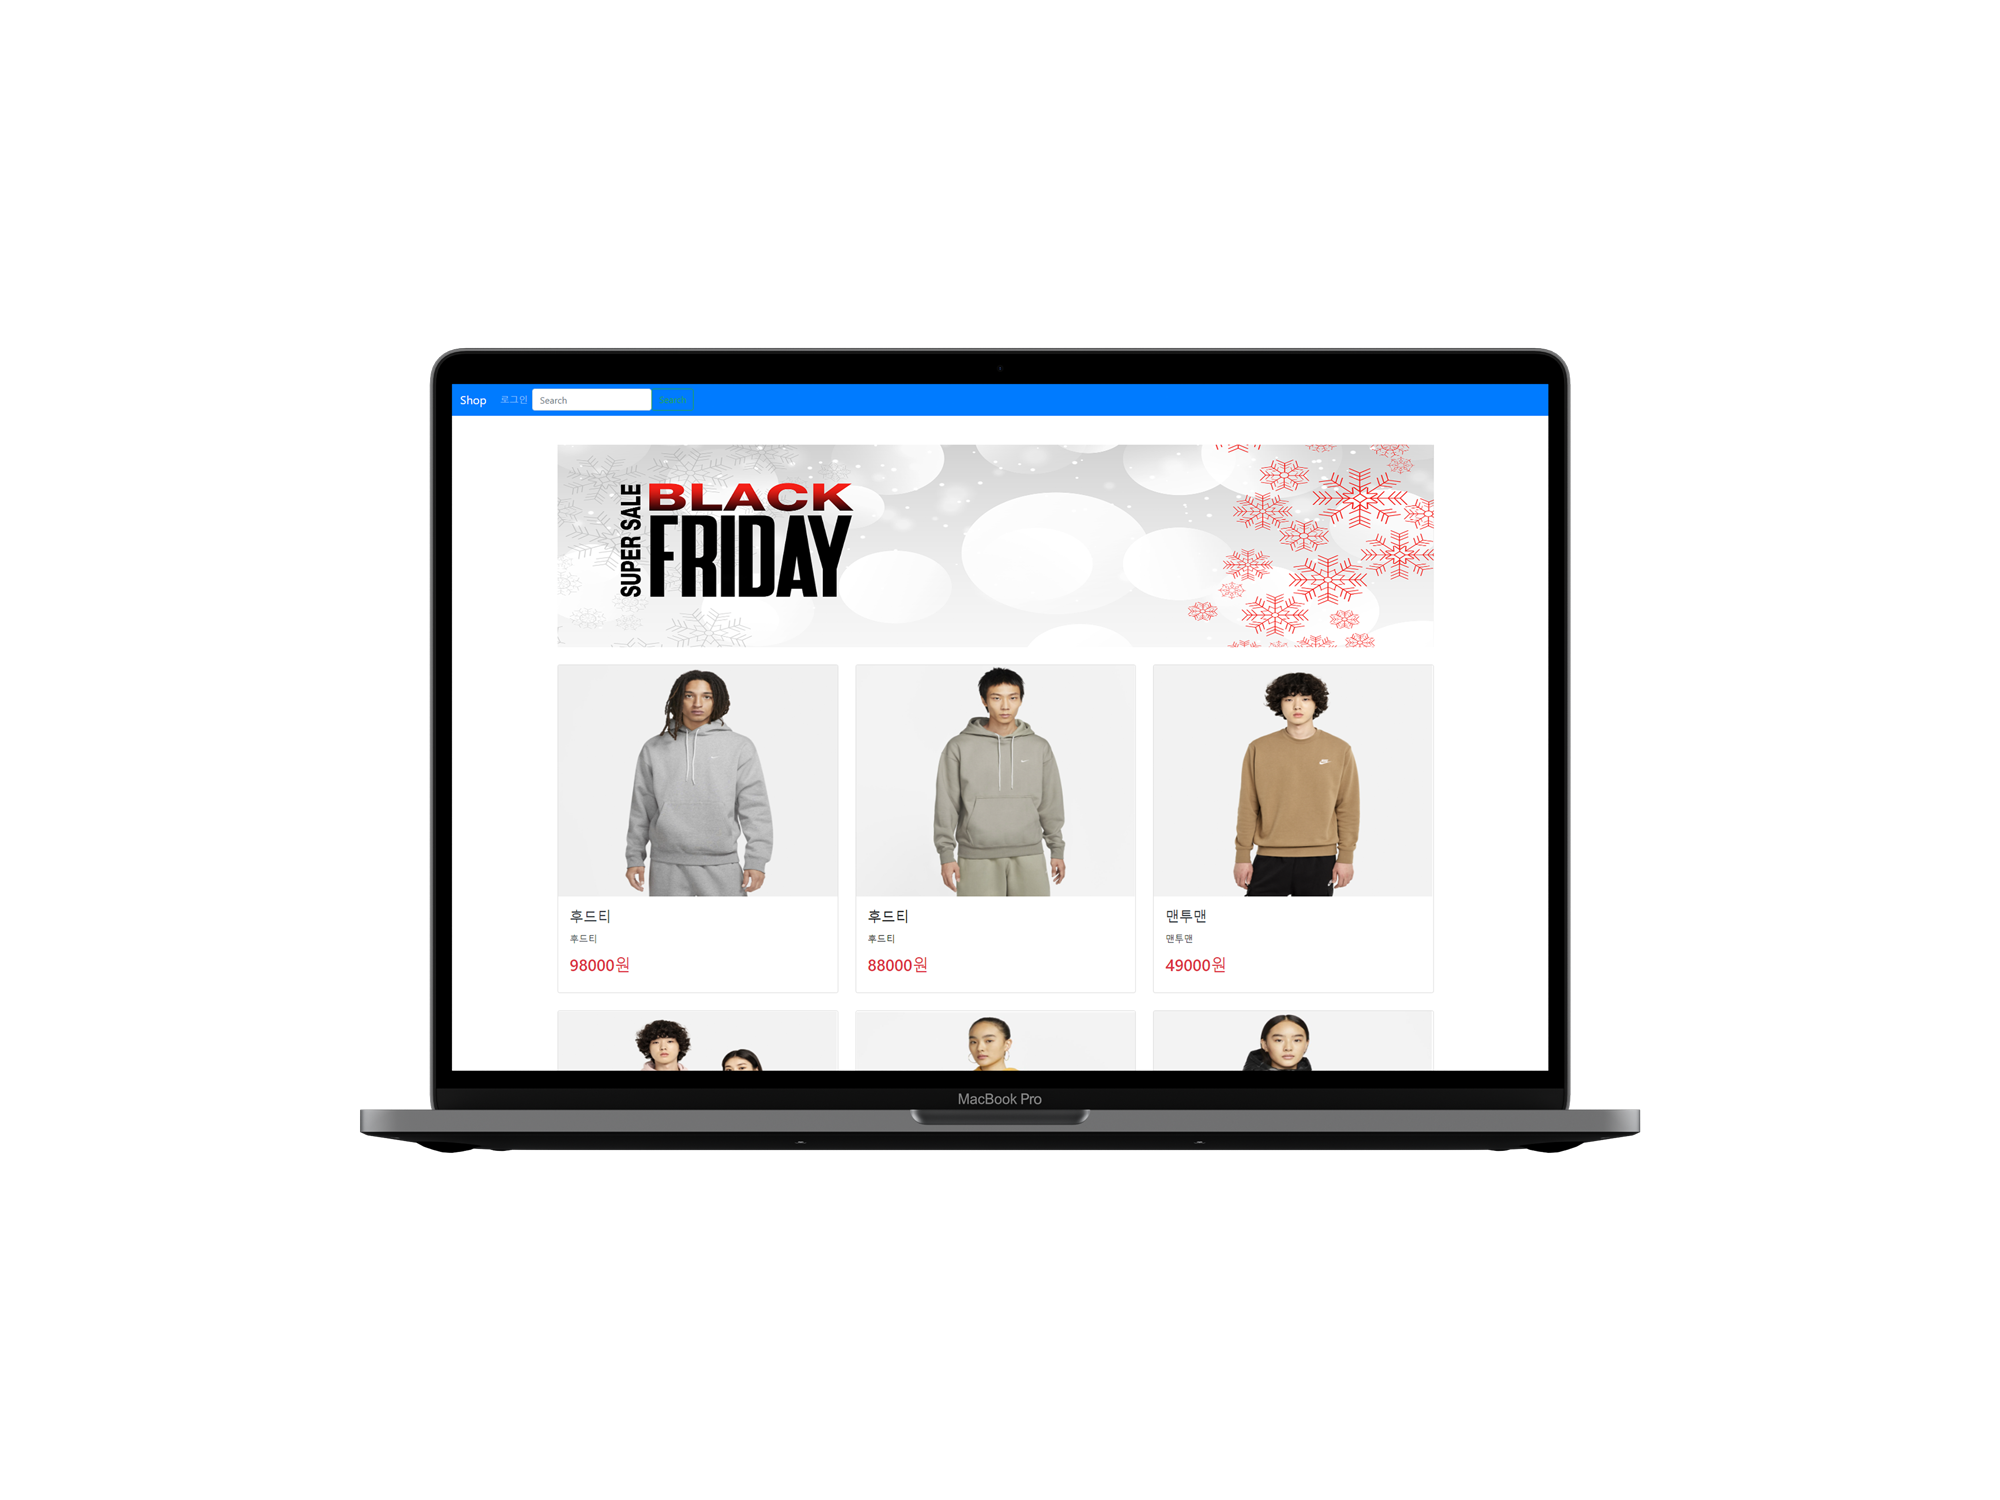 Shop 로그인 Search Search
SUPER SALE
BLACK
FRIDAY
후드티
후드티
98000원
후드티
후드티
88000원
맨투맨
맨투맨
49000원
MacBook Pro